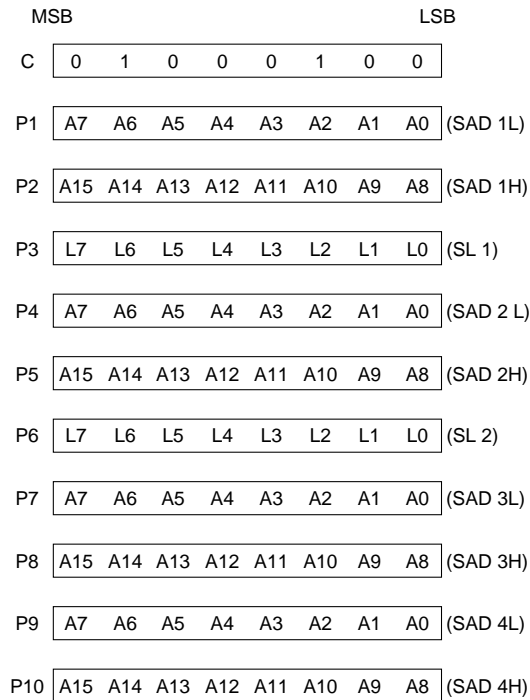 MSB LSB
C 0 1 0 0 0 1 0 0
P1 A7 A6 A5 A4 A3 A2 A1 A0 (SAD 1L)
P2 A15 A14 A13 A12 A11 A10 A9 A8 (SAD 1H)
P3 L7 L6 L5 L4 L3 L2 L1 L0 (SL 1)
P4 A7 A6 A5 A4 A3 A2 A1 A0 (SAD 2 L)
P5 A15 A14 A13 A12 A11 A10 A9 A8 (SAD 2H)
P6 L7 L6 L5 L4 L3 L2 L1 L0 (SL 2)
P7 A7 A6 A5 A4 A3 A2 A1 A0 (SAD 3L)
P8 A15 A14 A13 A12 A11 A10 A9 A8 (SAD 3H)
P9 A7 A6 A5 A4 A3 A2 A1 A0 (SAD 4L)
P10 A15 A14 A13 A12 A11 A10 A9 A8 (SAD 4H)